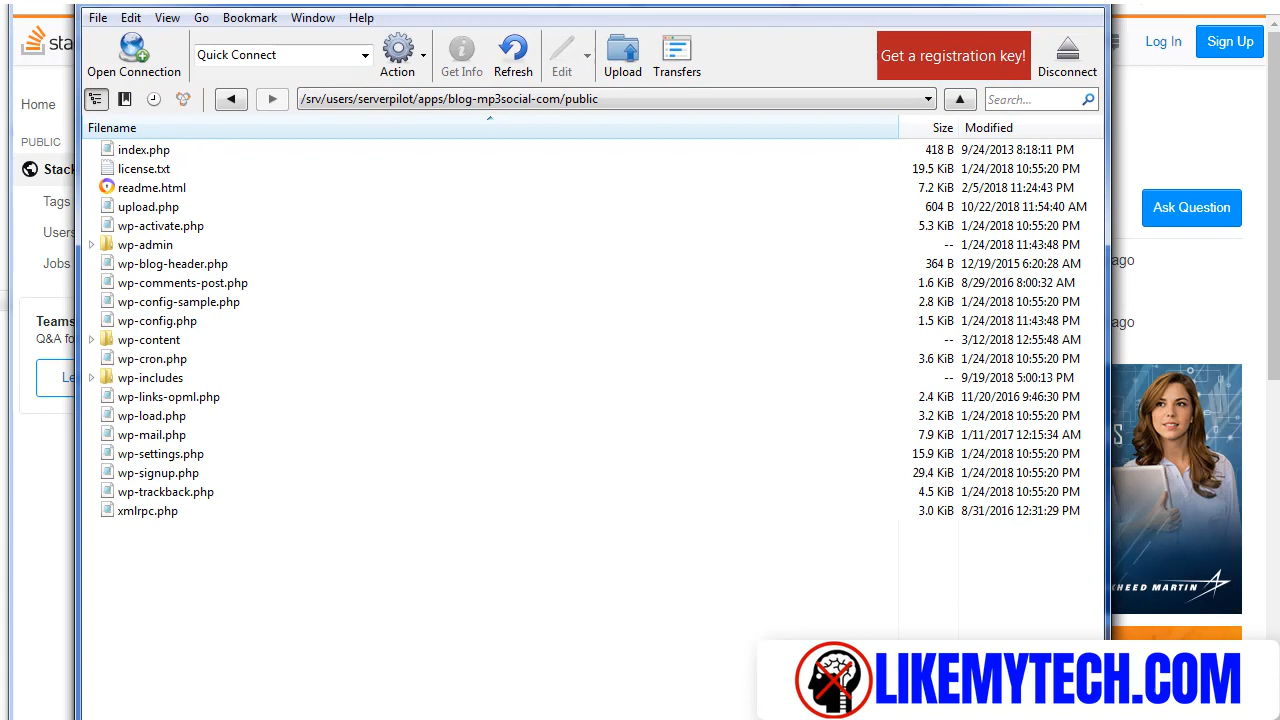 File Edit View Go Bookmark Window Help
Open Connection
Quick Connect
Action
Get Info
Refresh
Edit
Upload
Transfers
Get a registration key!
Disconnect
/srv/users/serverpilot/apps/blog-mp3social-com/public
Search...
Filename Size Modified
index.php 418 B 9/24/2013 8:18:11 PM
license.txt 19.5 KiB 1/24/2018 10:55:20 PM
readme.html 7.2 KiB 2/5/2018 11:24:43 PM
upload.php 604 B 10/22/2018 11:54:40 AM
wp-activate.php 5.3 KiB 1/24/2018 10:55:20 PM
wp-admin -- 1/24/2018 11:43:48 PM
wp-blog-header.php 364 B 12/19/2015 6:20:28 AM
wp-comments-post.php 1.6 KiB 8/29/2016 8:00:32 AM
wp-config-sample.php 2.8 KiB 1/24/2018 10:55:20 PM
wp-config.php 1.5 KiB 1/24/2018 11:43:48 PM
wp-content -- 3/12/2018 12:55:48 AM
wp-cron.php 3.6 KiB 1/24/2018 10:55:20 PM
wp-includes -- 9/19/2018 5:00:13 PM
wp-links-opml.php 2.4 KiB 11/20/2016 9:46:30 PM
wp-load.php 3.2 KiB 1/24/2018 10:55:20 PM
wp-mail.php 7.9 KiB 1/11/2017 12:15:34 AM
wp-settings.php 15.9 KiB 1/24/2018 10:55:20 PM
wp-signup.php 29.4 KiB 1/24/2018 10:55:20 PM
wp-trackback.php 4.5 KiB 1/24/2018 10:55:20 PM
xmlrpc.php 3.0 KiB 8/31/2016 12:31:29 PM
sta
Home
PUBLIC
Stack
Tags
Users
Jobs
Teams
Q&A fo
Le
Log In
Sign Up
Ask Question
ago
ago
S
KHEED MARTIN
LIKEMYTECH.COM